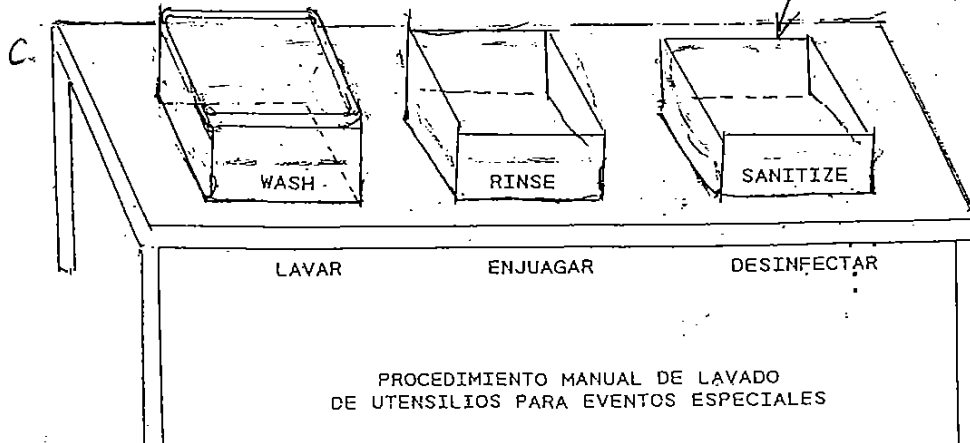 C.
WASH RINSE SANITIZE
LAVAR ENJUAGAR DESINFECTAR
PROCEDIMIENTO MANUAL DE LAVADO
DE UTENSILIOS PARA EVENTOS ESPECIALES